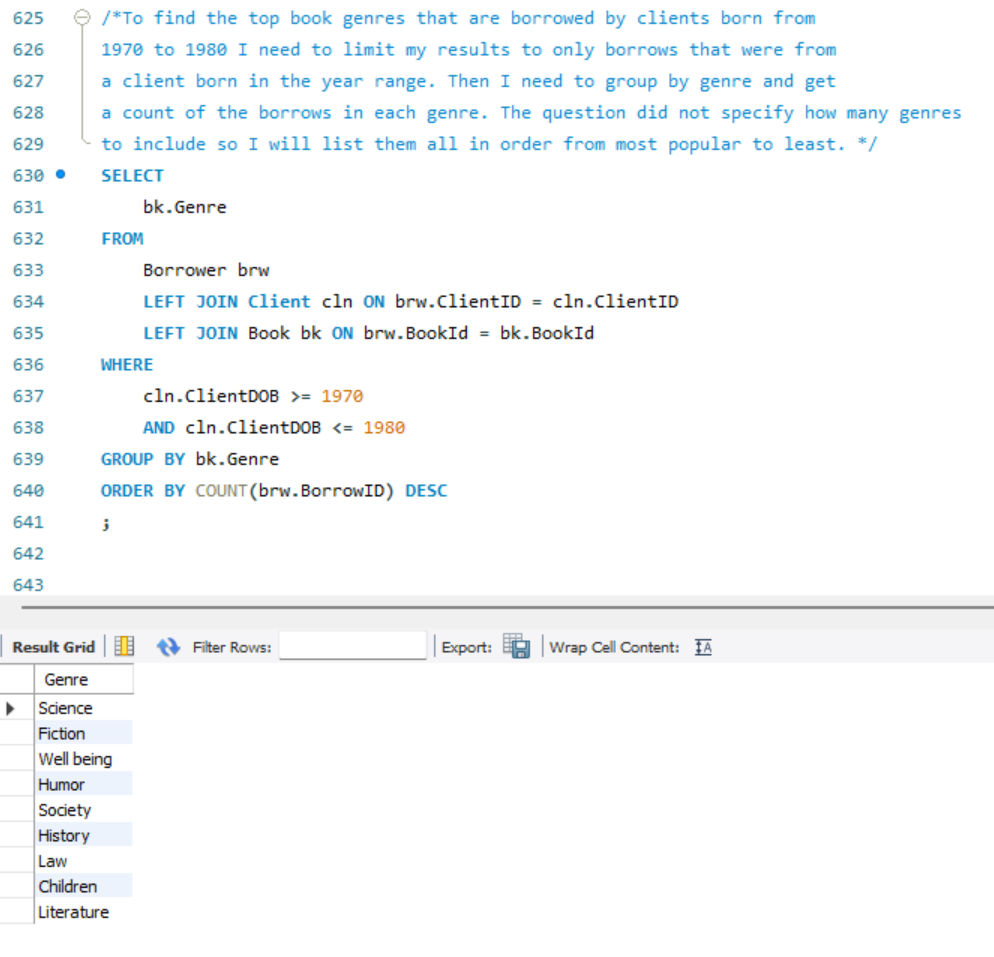 625 /*To find the top book genres that are borrowed by clients born from
626 1970 to 1980 I need to limit my results to only borrows that were from
627 a client born in the year range. Then I need to group by genre and get
628 a count of the borrows in each genre. The question did not specify how many genres
629 to include so I will list them all in order from most popular to least. */
630 SELECT
631 bk.Genre
632 FROM
633 Borrower brw
634 LEFT JOIN Client cln ON brw.ClientID = cln.ClientID
635 LEFT JOIN Book bk ON brw.BookId = bk.BookId
636 WHERE
637 cln.ClientDOB >= 1970
638 AND cln.ClientDOB <= 1980
639 GROUP BY bk.Genre
640 ORDER BY COUNT(brw.BorrowID) DESC
641 ;
642
643
Result Grid Filter Rows: Export: Wrap Cell Content: IA
Genre
Science
Fiction
Well being
Humor
Society
History
Law
Children
Literature